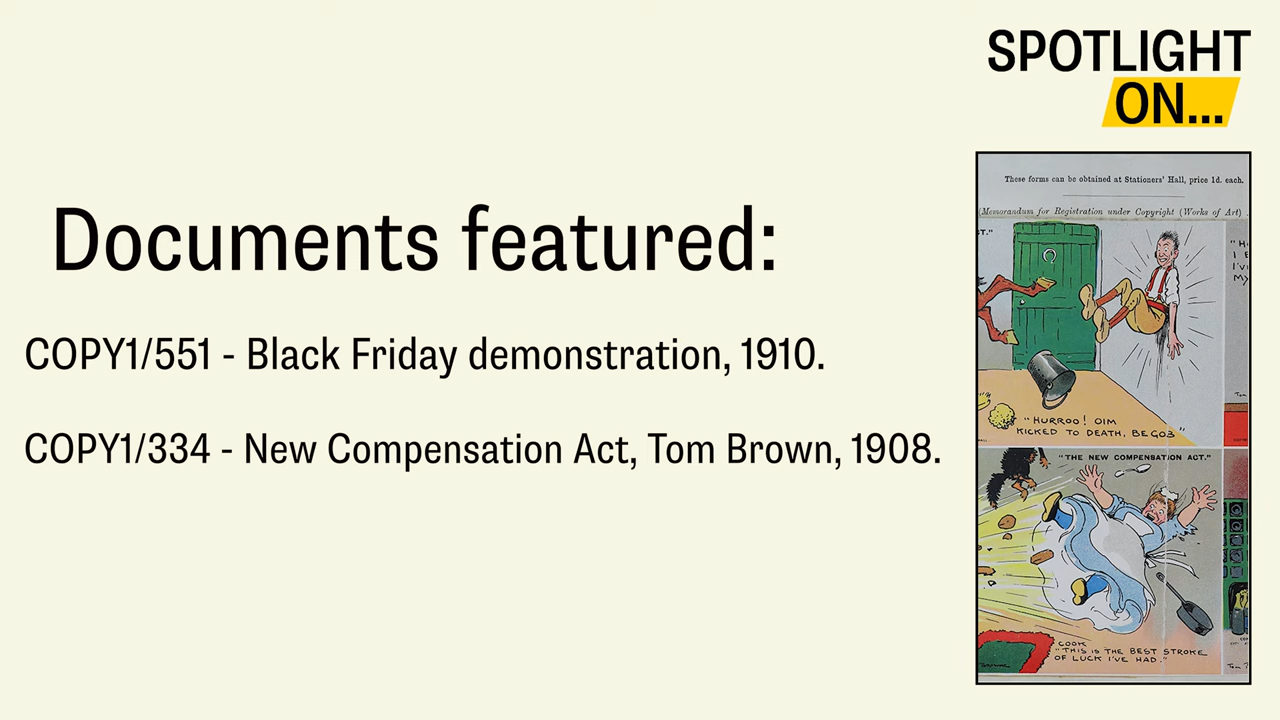 SPOTLIGHT
ON...
Documents featured:
COPY1/551 - Black Friday demonstration, 1910.
COPY1/334 - New Compensation Act, Tom Brown, 1908.
These forms can be obtained at Stationers' Hall, price 1d. each.
(Memorandum for Registration under Copyright (Works of Art)
T."
"H
I
I'V
MY
"HURROO! OIM
KICKED TO DEATH, BEGOB"
"THE NEW COMPENSATION ACT."
COOK
"THIS IS THE BEST STROKE
OF LUCK I'VE HAD."